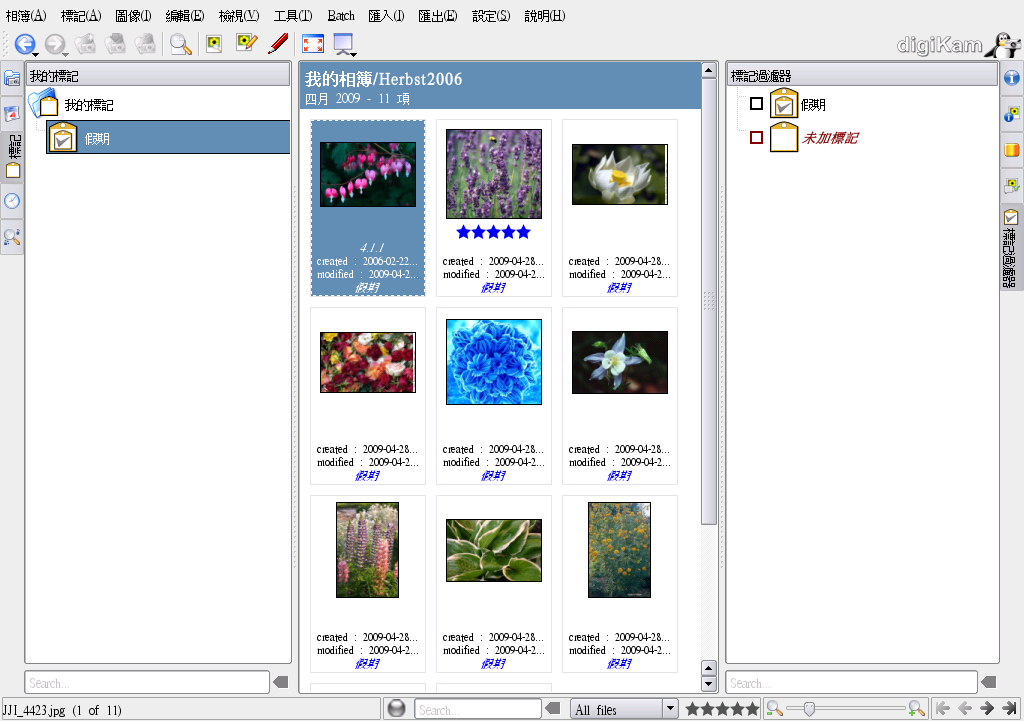 相簿(A) 標記(A) 圖像(I) 編輯(E) 檢視(V) 工具(T) Batch 匯入(I) 匯出(E) 設定(S) 說明(H)
digiKam
我的標記
我的標記
假期
標記
我的相簿/Herbst2006
四月 2009 - 11 項
4.1.1
created : 2006-02-22...
modified : 2009-04-2...
假期
created : 2009-04-28...
modified : 2009-04-2...
假期
created : 2009-04-28...
modified : 2009-04-2...
假期
created : 2009-04-28...
modified : 2009-04-2...
假期
created : 2009-04-28...
modified : 2009-04-2...
假期
created : 2009-04-28...
modified : 2009-04-2...
假期
created : 2009-04-28...
modified : 2009-04-2...
假期
created : 2009-04-28...
modified : 2009-04-2...
假期
created : 2009-04-28...
modified : 2009-04-2...
假期
標記過濾器
假期
未加標記
標記過濾器
Search...
Search...
JJI_4423.jpg (1 of 11)
Search...
All files